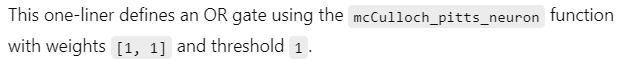 This one-liner defines an OR gate using the mcCulloch_pitts_neuron function
with weights [1, 1] and threshold 1.